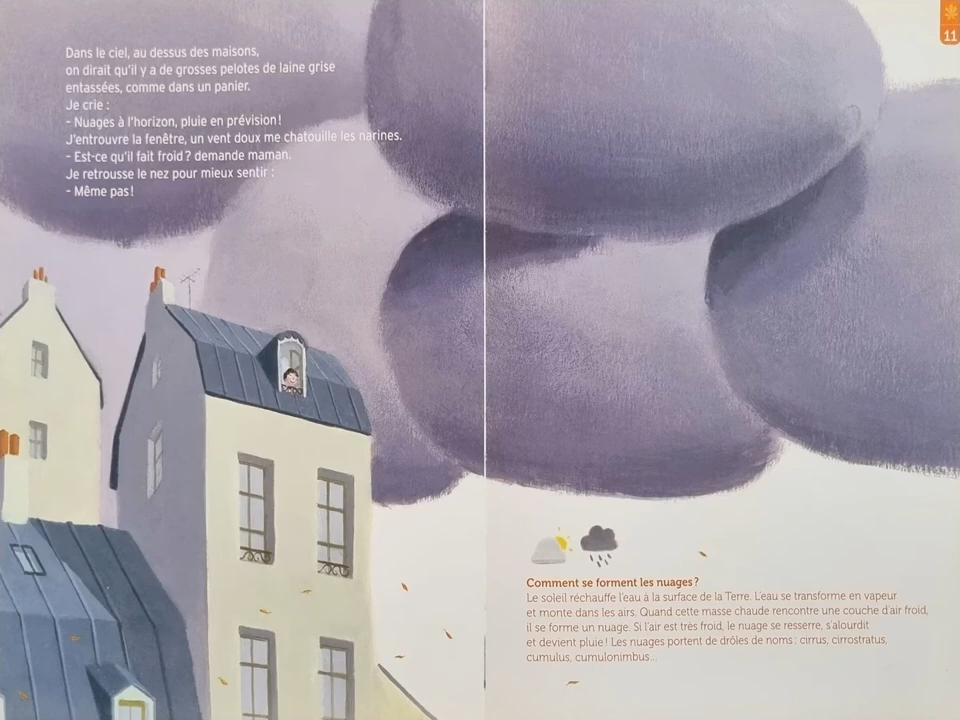 Dans le ciel, au dessus des maisons,
on dirait qu'il y a de grosses pelotes de laine grise
entassées, comme dans un panier.
Je crie :
- Nuages à l'horizon, pluie en prévision !
J'entrouvre la fenêtre, un vent doux me chatouille les narines.
- Est-ce qu'il fait froid ? demande maman.
Je retrousse le nez pour mieux sentir :
- Même pas !
11
Comment se forment les nuages ?
Le soleil réchauffe l'eau à la surface de la Terre. L'eau se transforme en vapeur
et monte dans les airs. Quand cette masse chaude rencontre une couche d'air froid,
il se forme un nuage. Si l'air est très froid, le nuage se resserre, s'alourdit
et devient pluie ! Les nuages portent de drôles de noms : cirrus, cirrostratus,
cumulus, cumulonimbus...